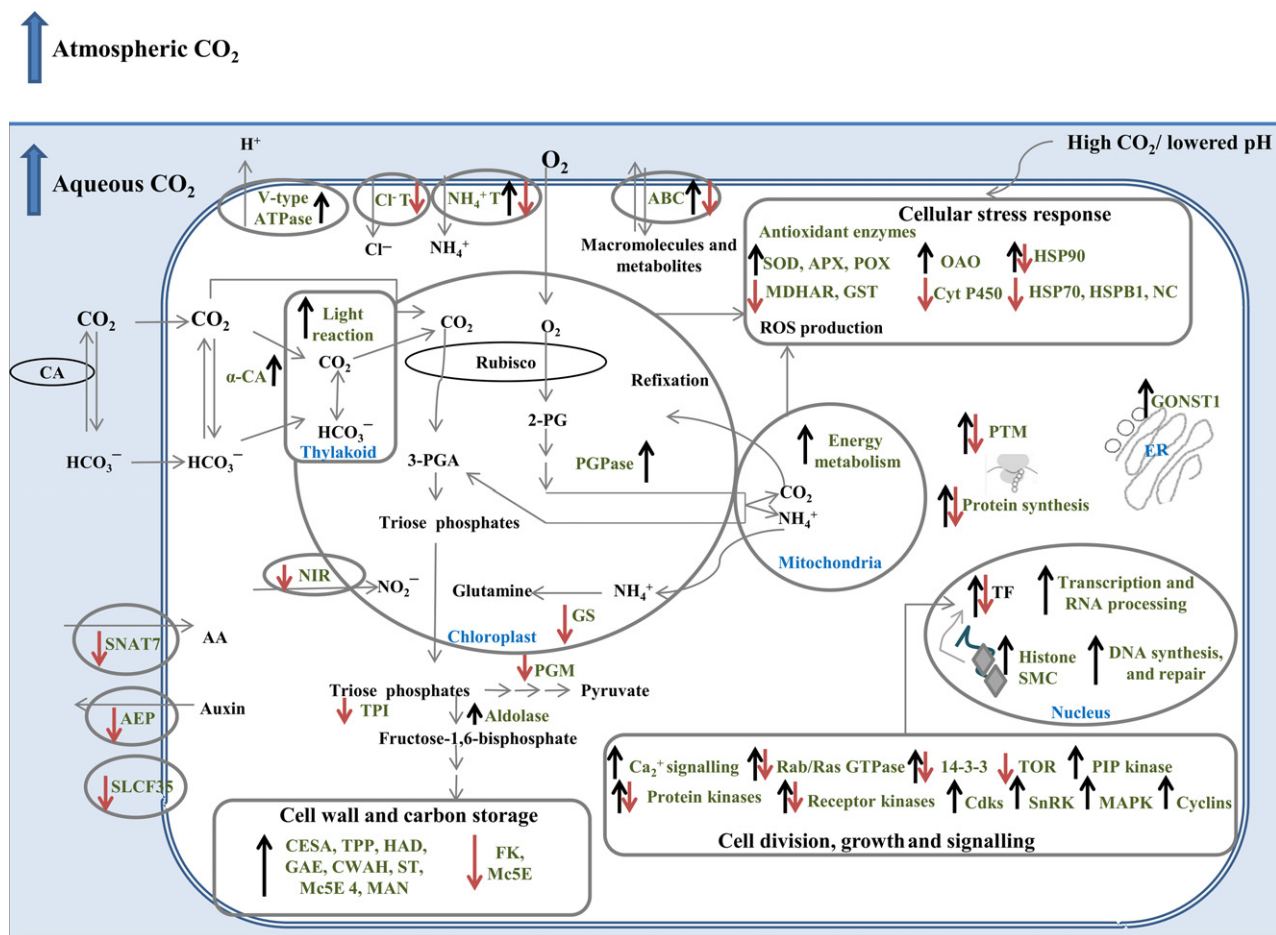 Atmospheric CO₂
Aqueous CO₂
H⁺
V-type
ATPase
Cl⁻ T
Cl⁻
NH₄⁺ T
NH₄⁺
O₂
ABC
Macromolecules and
metabolites
High CO₂/ lowered pH
Cellular stress response
Antioxidant enzymes
SOD, APX, POX
OAO
HSP90
MDHAR, GST
Cyt P450
HSP70, HSPB1, NC
ROS production
CO₂
CO₂
CA
HCO₃⁻
HCO₃⁻
α-CA
Light
reaction
CO₂
HCO₃⁻
Thylakoid
CO₂
O₂
Rubisco
Refixation
2-PG
3-PGA
PGPase
Triose phosphates
Energy
metabolism
CO₂
NH₄⁺
Mitochondria
GONST1
ER
PTM
Protein synthesis
NIR
NO₂⁻
Glutamine
NH₄⁺
GS
Chloroplast
TF
Transcription and
RNA processing
Histone
SMC
DNA synthesis,
and repair
Nucleus
SNAT7
AA
AEP
Auxin
SLCF35
PGM
Triose phosphates
Pyruvate
TPI
Aldolase
Fructose-1,6-bisphosphate
Cell wall and carbon storage
CESA, TPP, HAD,
GAE, CWAH, ST,
Mc5E 4, MAN
FK,
Mc5E
Ca₂⁺ signalling
Rab/Ras GTPase
14-3-3
TOR
PIP kinase
Protein kinases
Receptor kinases
Cdks
SnRK
MAPK
Cyclins
Cell division, growth and signalling